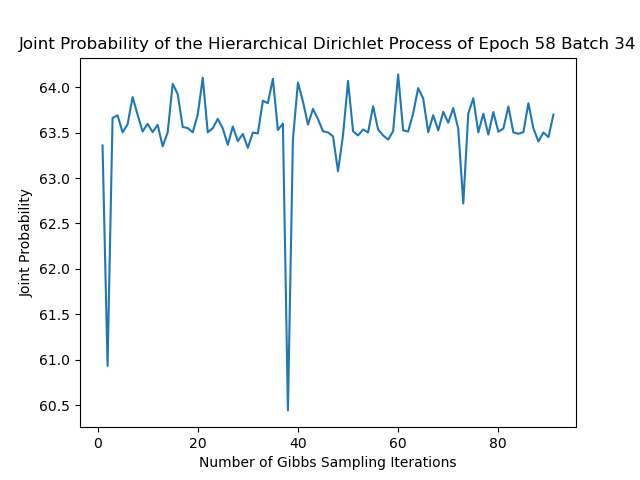 Joint Probability of the Hierarchical Dirichlet Process of Epoch 58 Batch 34
64.0
63.5
63.0
62.5
62.0
61.5
61.0
60.5
Joint Probability
0 20 40 60 80
Number of Gibbs Sampling Iterations